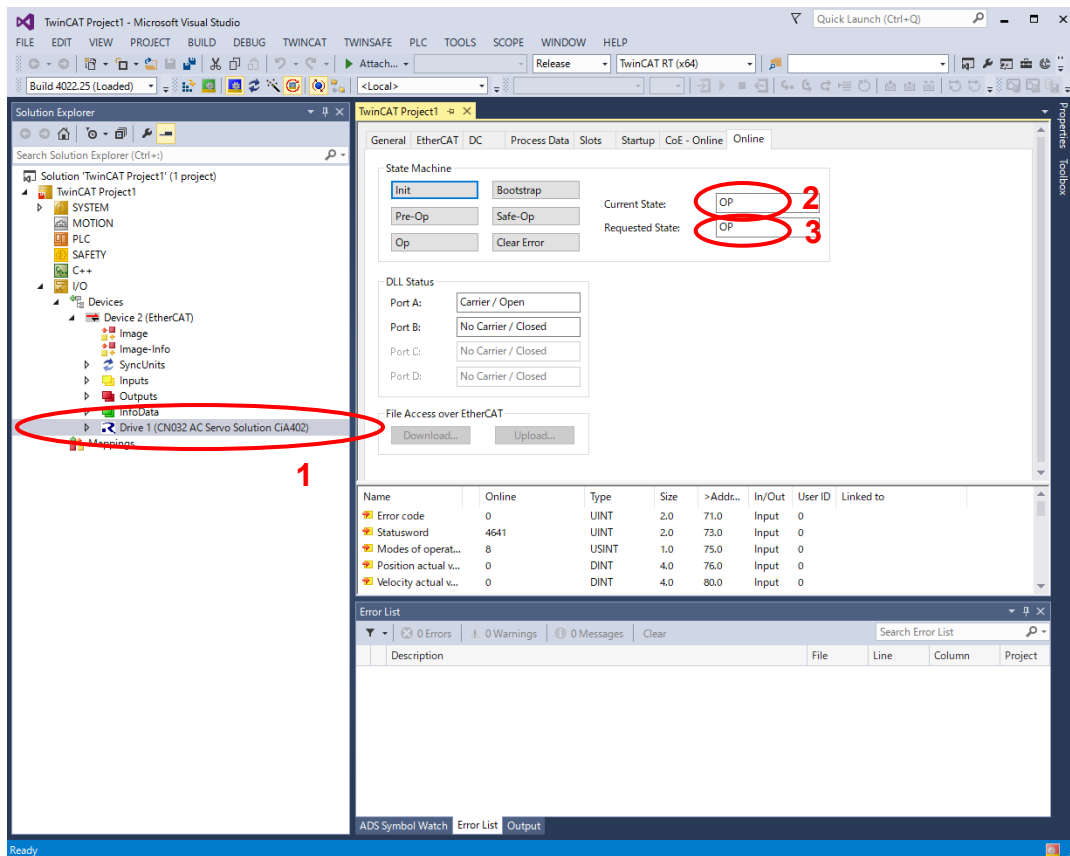 TwinCAT Project1 - Microsoft Visual Studio
Quick Launch (Ctrl+Q)
FILE EDIT VIEW PROJECT BUILD DEBUG TWINCAT TWINSAFE PLC TOOLS SCOPE WINDOW HELP
Attach... Release TwinCAT RT (x64)
Build 4022.25 (Loaded) <Local>
Solution Explorer
Search Solution Explorer (Ctrl+;)
Solution 'TwinCAT Project1' (1 project)
TwinCAT Project1
SYSTEM
MOTION
PLC
SAFETY
C++
I/O
Devices
Device 2 (EtherCAT)
Image
Image-Info
SyncUnits
Inputs
Outputs
InfoData
Drive 1 (CN032 AC Servo Solution CiA402)
Mappings
1
TwinCAT Project1
General EtherCAT DC Process Data Slots Startup CoE - Online Online
State Machine
Init Bootstrap
Pre-Op Safe-Op
Op Clear Error
Current State: OP 2
Requested State: OP 3
DLL Status
Port A: Carrier / Open
Port B: No Carrier / Closed
Port C: No Carrier / Closed
Port D: No Carrier / Closed
File Access over EtherCAT
Download... Upload...
Name Online Type Size >Addr... In/Out User ID Linked to
Error code 0 UINT 2.0 71.0 Input 0
Statusword 4641 UINT 2.0 73.0 Input 0
Modes of operat... 8 USINT 1.0 75.0 Input 0
Position actual v... 0 DINT 4.0 76.0 Input 0
Velocity actual v... 0 DINT 4.0 80.0 Input 0
Error List
0 Errors 0 Warnings 0 Messages Clear Search Error List
Description File Line Column Project
ADS Symbol Watch Error List Output
Properties
Toolbox
Ready